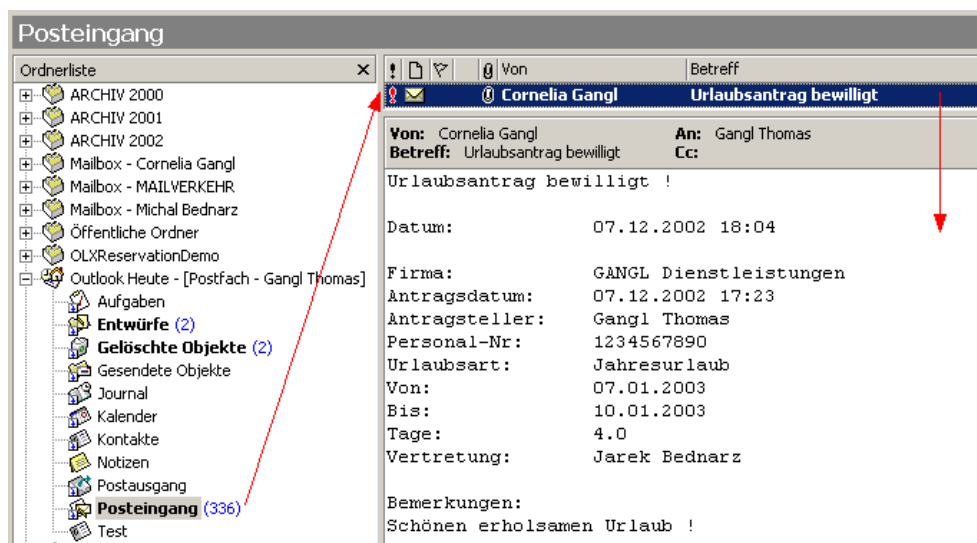 Posteingang
Ordnerliste
ARCHIV 2000
ARCHIV 2001
ARCHIV 2002
Mailbox - Cornelia Gangl
Mailbox - MAILVERKEHR
Mailbox - Michal Bednarz
Öffentliche Ordner
OLXReservationDemo
Outlook Heute - [Postfach - Gangl Thomas]
Aufgaben
Entwürfe (2)
Gelöschte Objekte (2)
Gesendete Objekte
Journal
Kalender
Kontakte
Notizen
Postausgang
Posteingang (336)
Test
Von Betreff
Cornelia Gangl Urlaubsantrag bewilligt
Von: Cornelia Gangl An: Gangl Thomas
Betreff: Urlaubsantrag bewilligt Cc:
Urlaubsantrag bewilligt !
Datum: 07.12.2002 18:04
Firma: GANGL Dienstleistungen
Antragsdatum: 07.12.2002 17:23
Antragsteller: Gangl Thomas
Personal-Nr: 1234567890
Urlaubsart: Jahresurlaub
Von: 07.01.2003
Bis: 10.01.2003
Tage: 4.0
Vertretung: Jarek Bednarz
Bemerkungen:
Schönen erholsamen Urlaub !